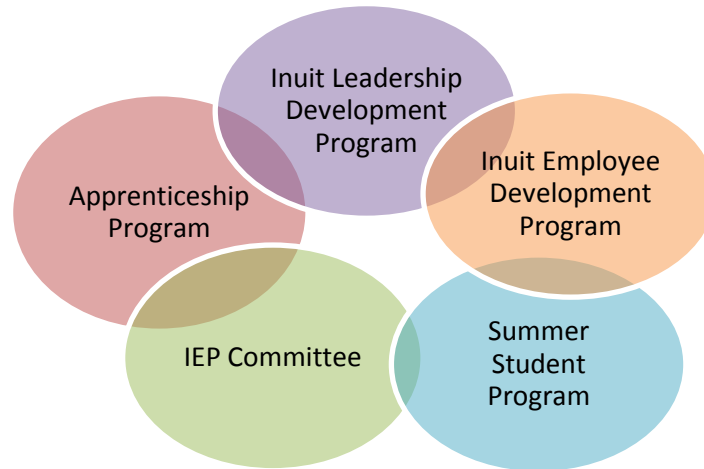 Inuit Leadership
Development
Program
Inuit Employee
Development
Program
Apprenticeship
Program
IEP Committee
Summer
Student
Program